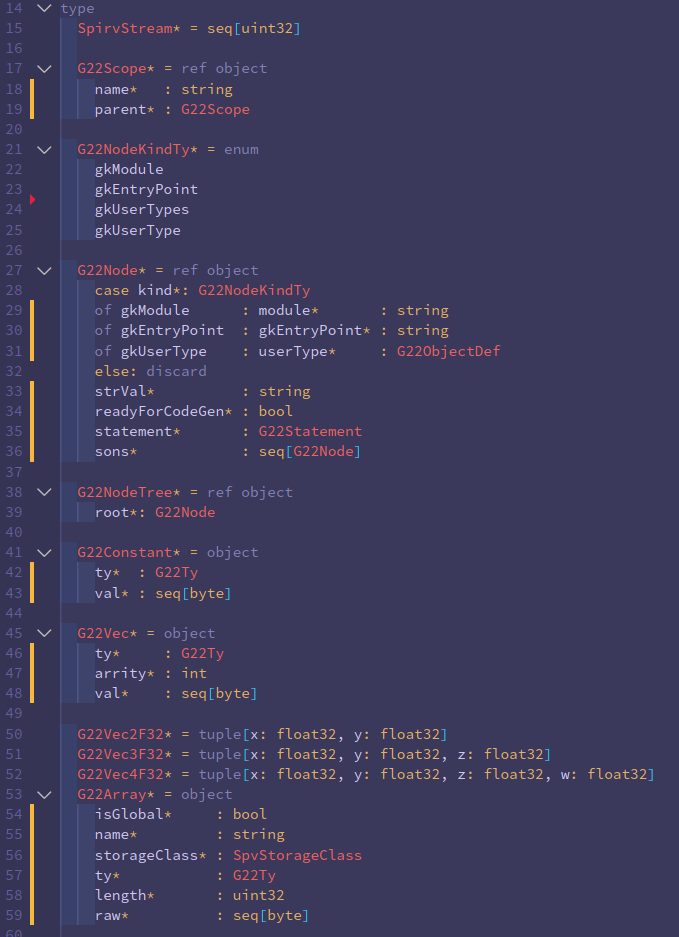 14 type
15 SpirvStream* = seq[uint32]
16
17 G22Scope* = ref object
18 name*   : string
19 parent* : G22Scope
20
21 G22NodeKindTy* = enum
22 gkModule
23 gkEntryPoint
24 gkUserTypes
25 gkUserType
26
27 G22Node* = ref object
28 case kind*: G22NodeKindTy
29 of gkModule      : module*       : string
30 of gkEntryPoint  : gkEntryPoint* : string
31 of gkUserType    : userType*     : G22ObjectDef
32 else: discard
33 strVal*          : string
34 readyForCodeGen* : bool
35 statement*       : G22Statement
36 sons*            : seq[G22Node]
37
38 G22NodeTree* = ref object
39 root*: G22Node
40
41 G22Constant* = object
42 ty*  : G22Ty
43 val* : seq[byte]
44
45 G22Vec* = object
46 ty*     : G22Ty
47 arrity* : int
48 val*    : seq[byte]
49
50 G22Vec2F32* = tuple[x: float32, y: float32]
51 G22Vec3F32* = tuple[x: float32, y: float32, z: float32]
52 G22Vec4F32* = tuple[x: float32, y: float32, z: float32, w: float32]
53 G22Array* = object
54 isGlobal*     : bool
55 name*         : string
56 storageClass* : SpvStorageClass
57 ty*           : G22Ty
58 length*       : uint32
59 raw*          : seq[byte]
60